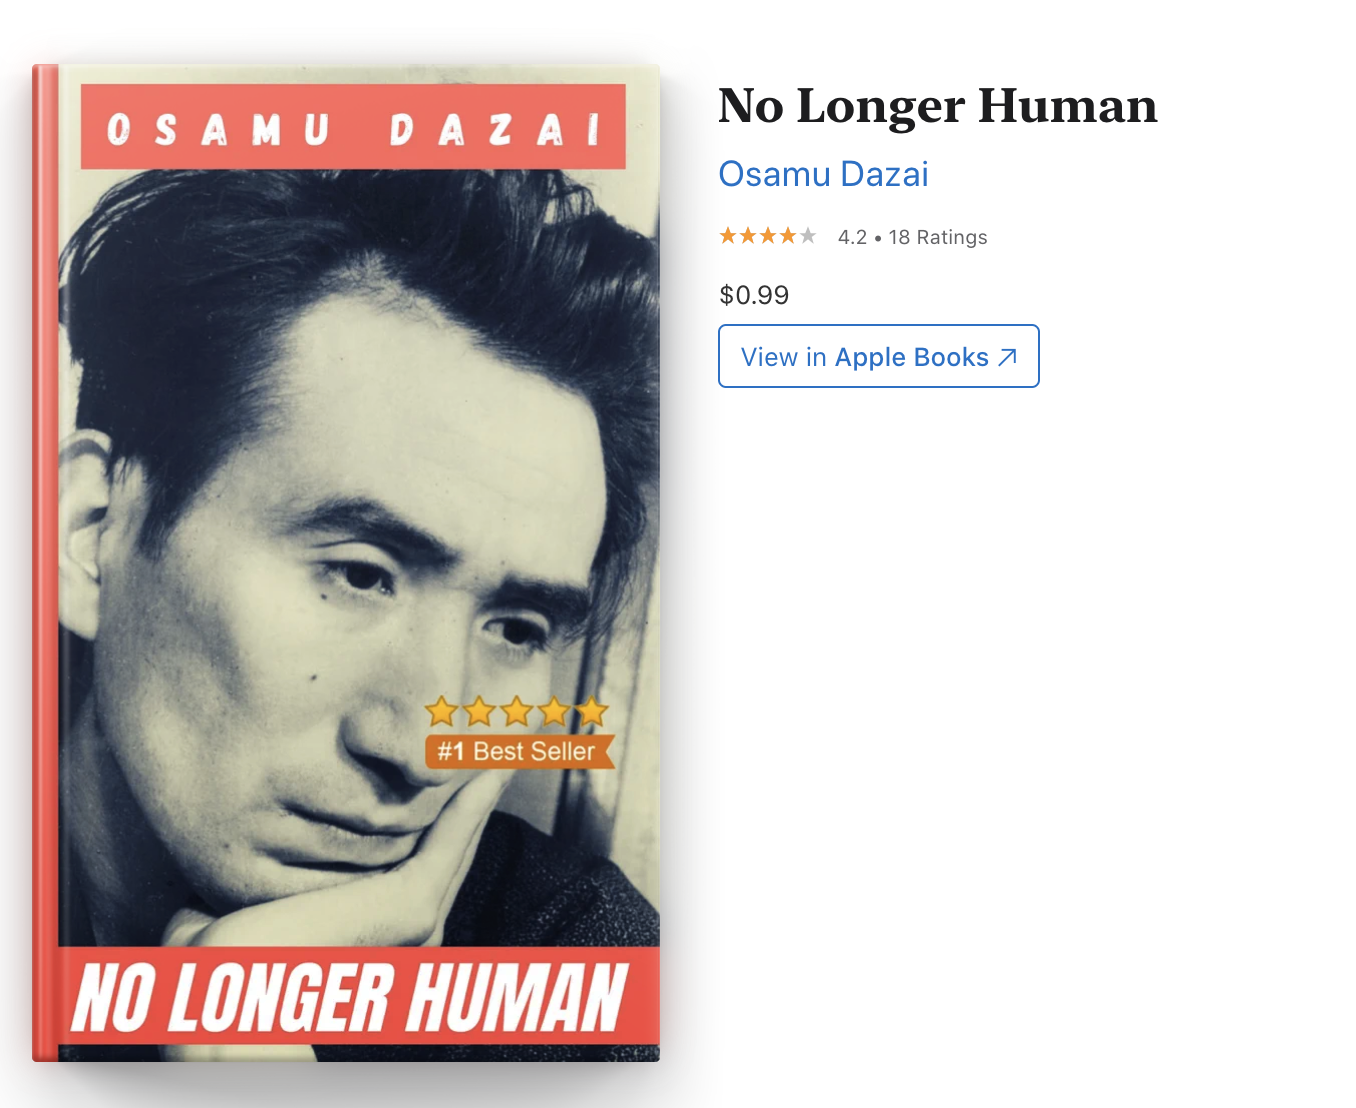 OSAMU DAZAI
#1 Best Seller
NO LONGER HUMAN
No Longer Human
Osamu Dazai
4.2 • 18 Ratings
$0.99
View in Apple Books ↗